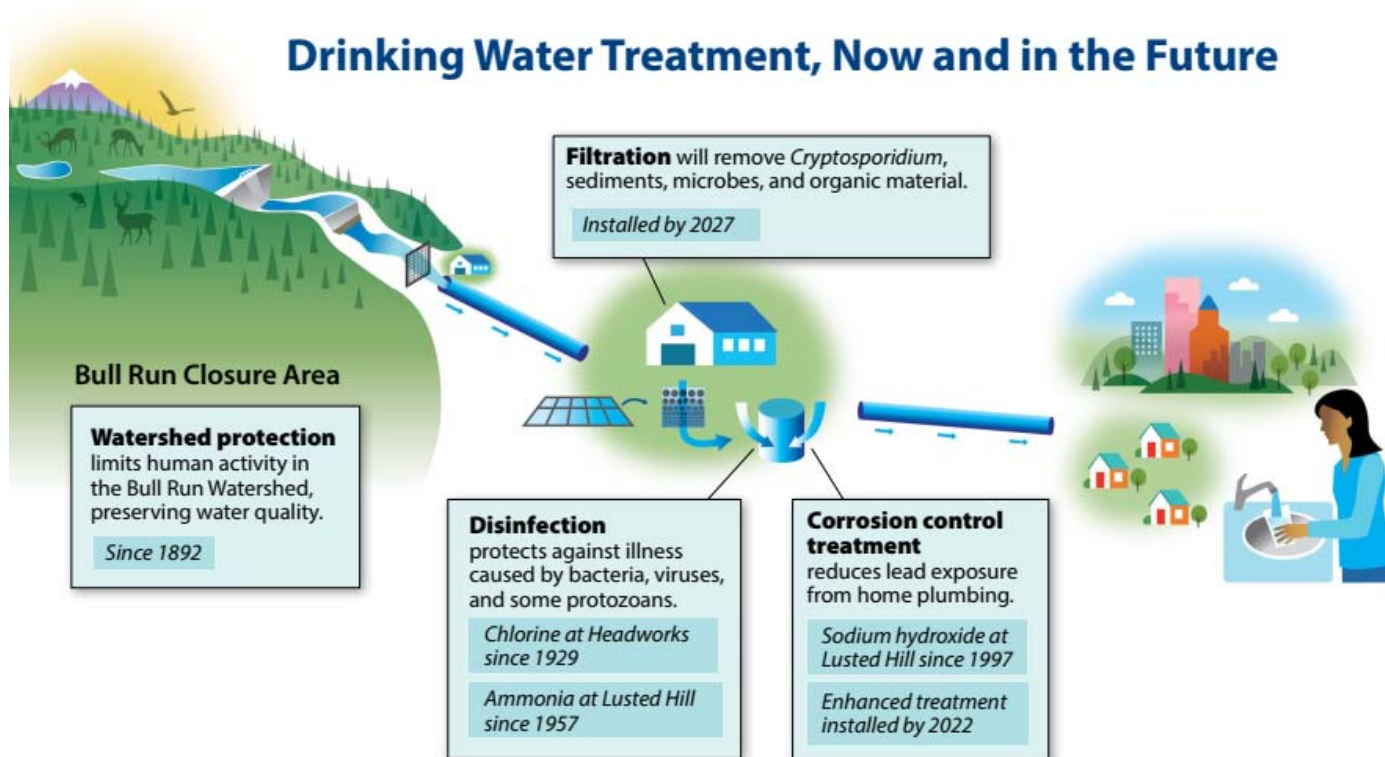 Drinking Water Treatment, Now and in the Future
Filtration will remove Cryptosporidium,
sediments, microbes, and organic material.
Installed by 2027
Bull Run Closure Area
Watershed protection
limits human activity in
the Bull Run Watershed,
preserving water quality.
Since 1892
Disinfection
protects against illness
caused by bacteria, viruses,
and some protozoans.
Chlorine at Headworks
since 1929
Ammonia at Lusted Hill
since 1957
Corrosion control
treatment
reduces lead exposure
from home plumbing.
Sodium hydroxide at
Lusted Hill since 1997
Enhanced treatment
installed by 2022